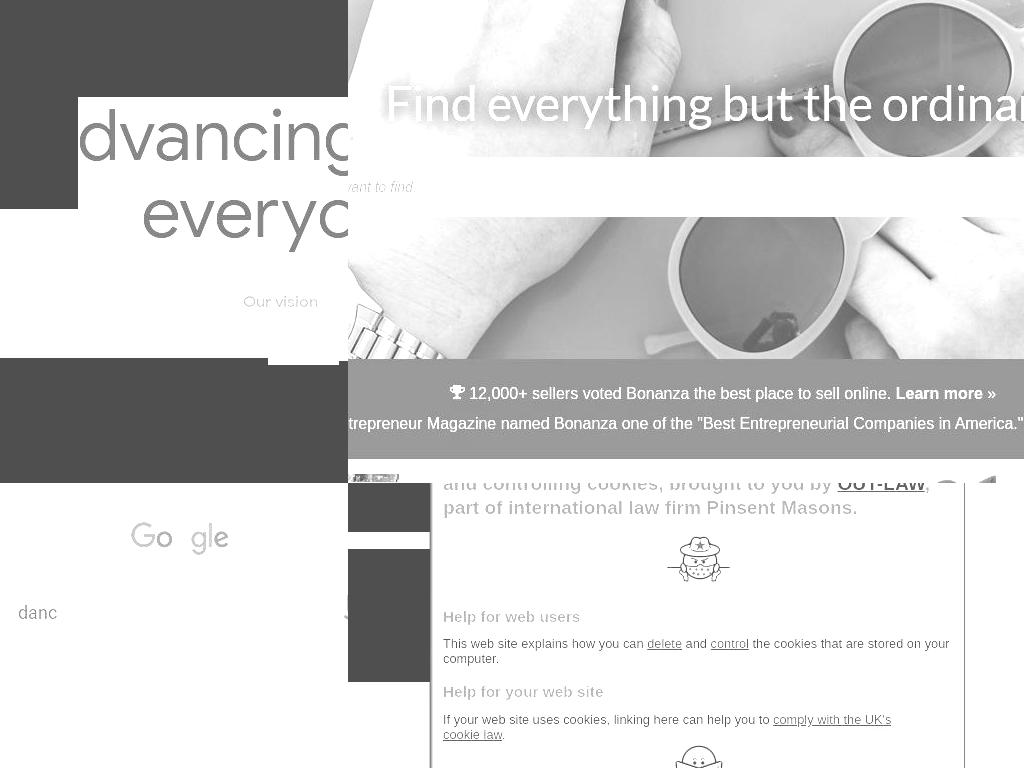 dvancing
everyo
Our vision
Go gle
danc
Find everything but the ordinar
want to find.
12,000+ sellers voted Bonanza the best place to sell online. Learn more »
trepreneur Magazine named Bonanza one of the "Best Entrepreneurial Companies in America."
and controlling cookies, brought to you by OUT-LAW,
part of international law firm Pinsent Masons.
Help for web users
This web site explains how you can delete and control the cookies that are stored on your
computer.
Help for your web site
If your web site uses cookies, linking here can help you to comply with the UK's
cookie law.